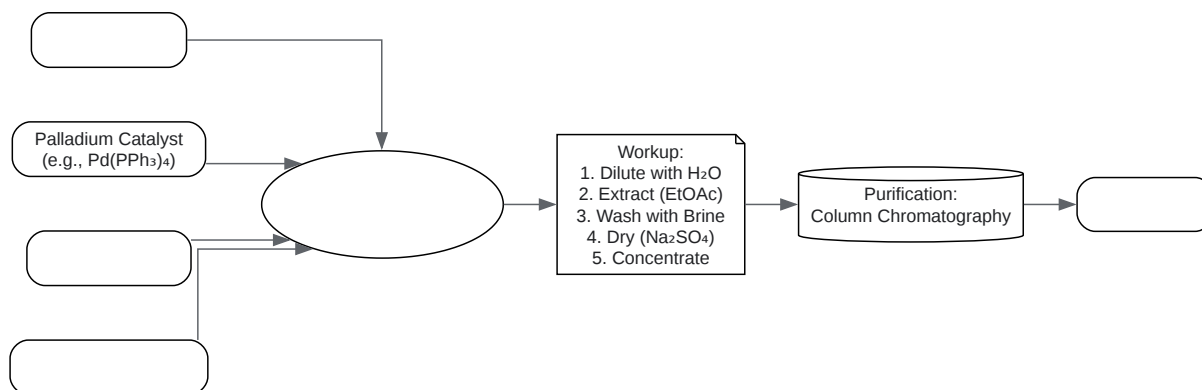 Palladium Catalyst
(e.g., Pd(PPh₃)₄)
Workup:
1. Dilute with H₂O
2. Extract (EtOAc)
3. Wash with Brine
4. Dry (Na₂SO₄)
5. Concentrate
Purification:
Column Chromatography